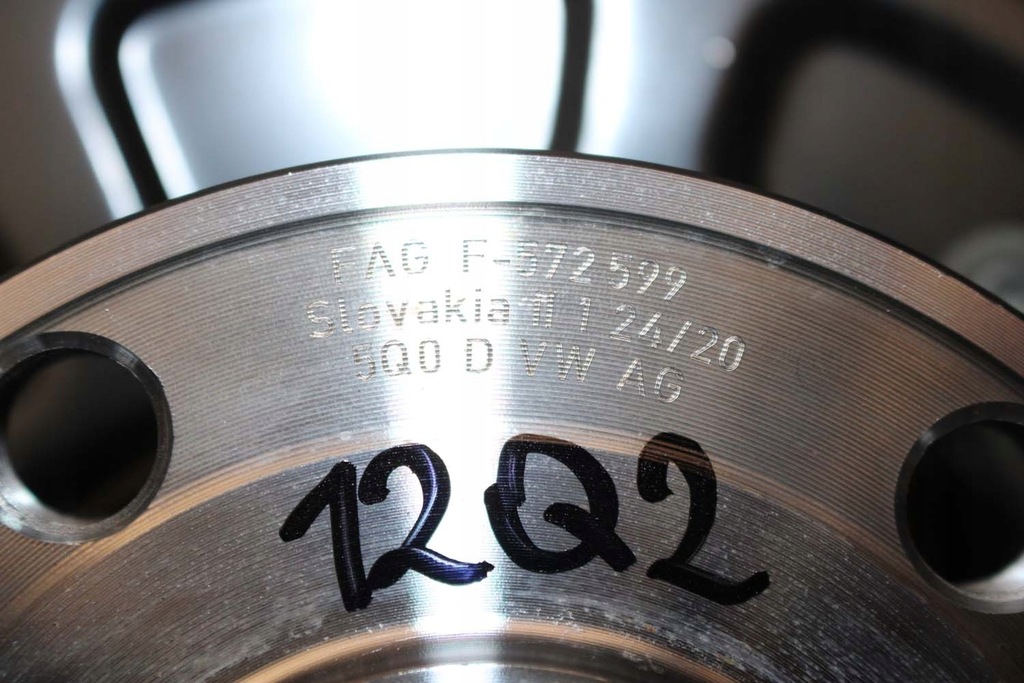 FAG F-572599
Slovakia 11 1 24/20
5Q0 D VW AG
12Q2